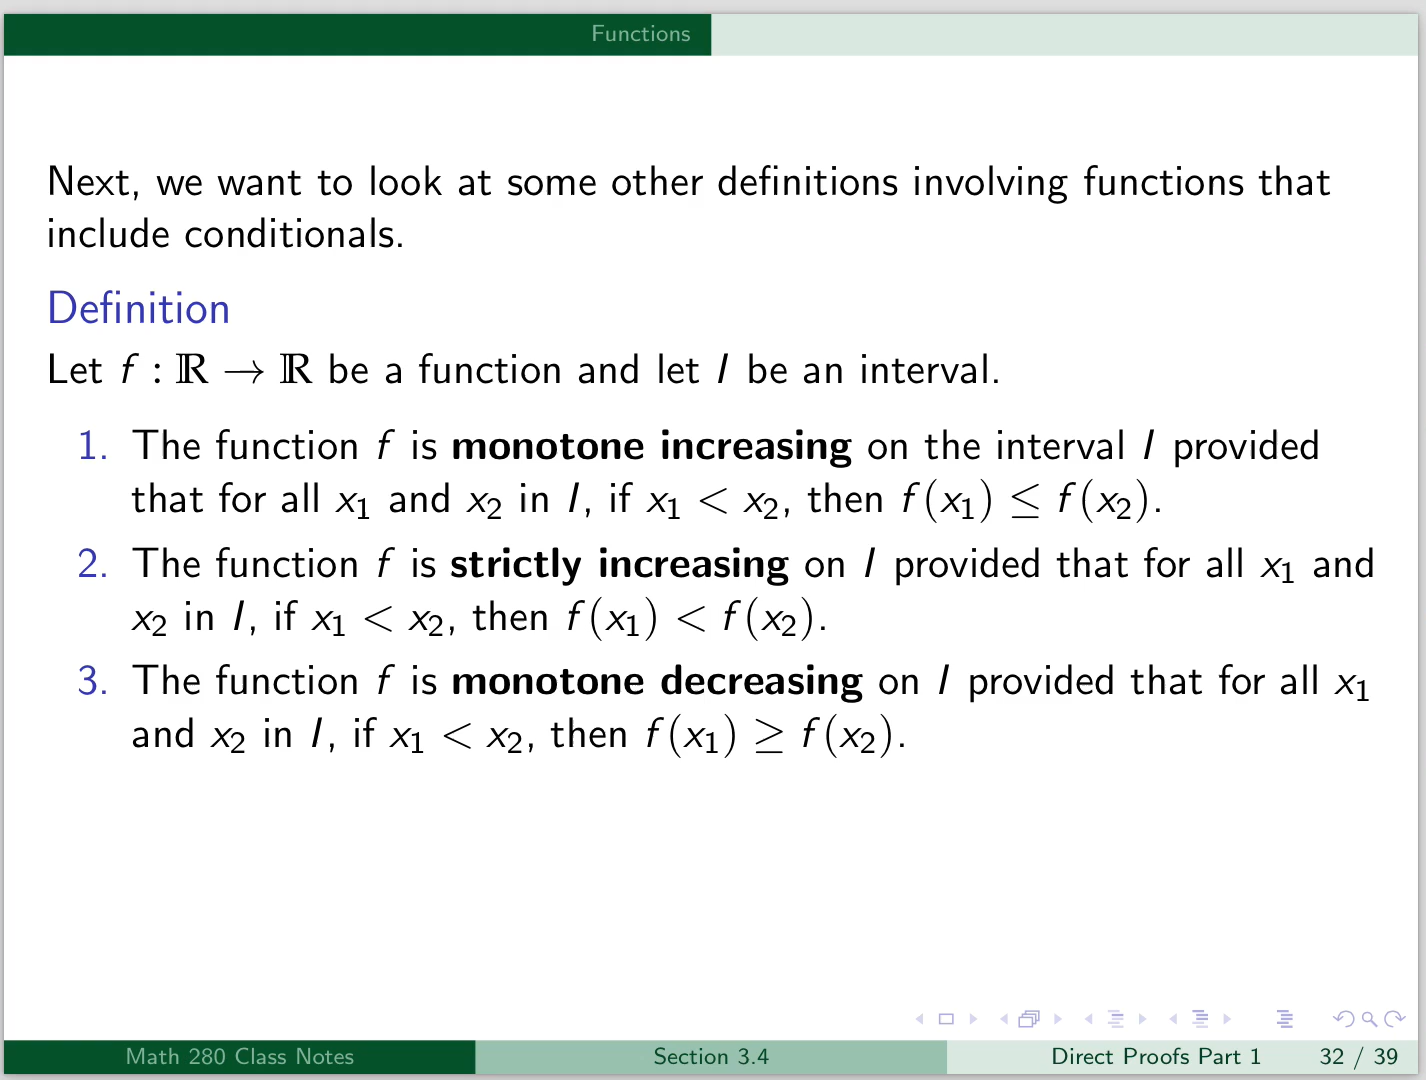 Functions
Next, we want to look at some other definitions involving functions that
include conditionals.
Definition
Let f : ℝ → ℝ be a function and let I be an interval.
1. The function f is monotone increasing on the interval I provided
that for all x₁ and x₂ in I, if x₁ < x₂, then f(x₁) ≤ f(x₂).
2. The function f is strictly increasing on I provided that for all x₁ and
x₂ in I, if x₁ < x₂, then f(x₁) < f(x₂).
3. The function f is monotone decreasing on I provided that for all x₁
and x₂ in I, if x₁ < x₂, then f(x₁) ≥ f(x₂).
Math 280 Class Notes Section 3.4 Direct Proofs Part 1 32 / 39